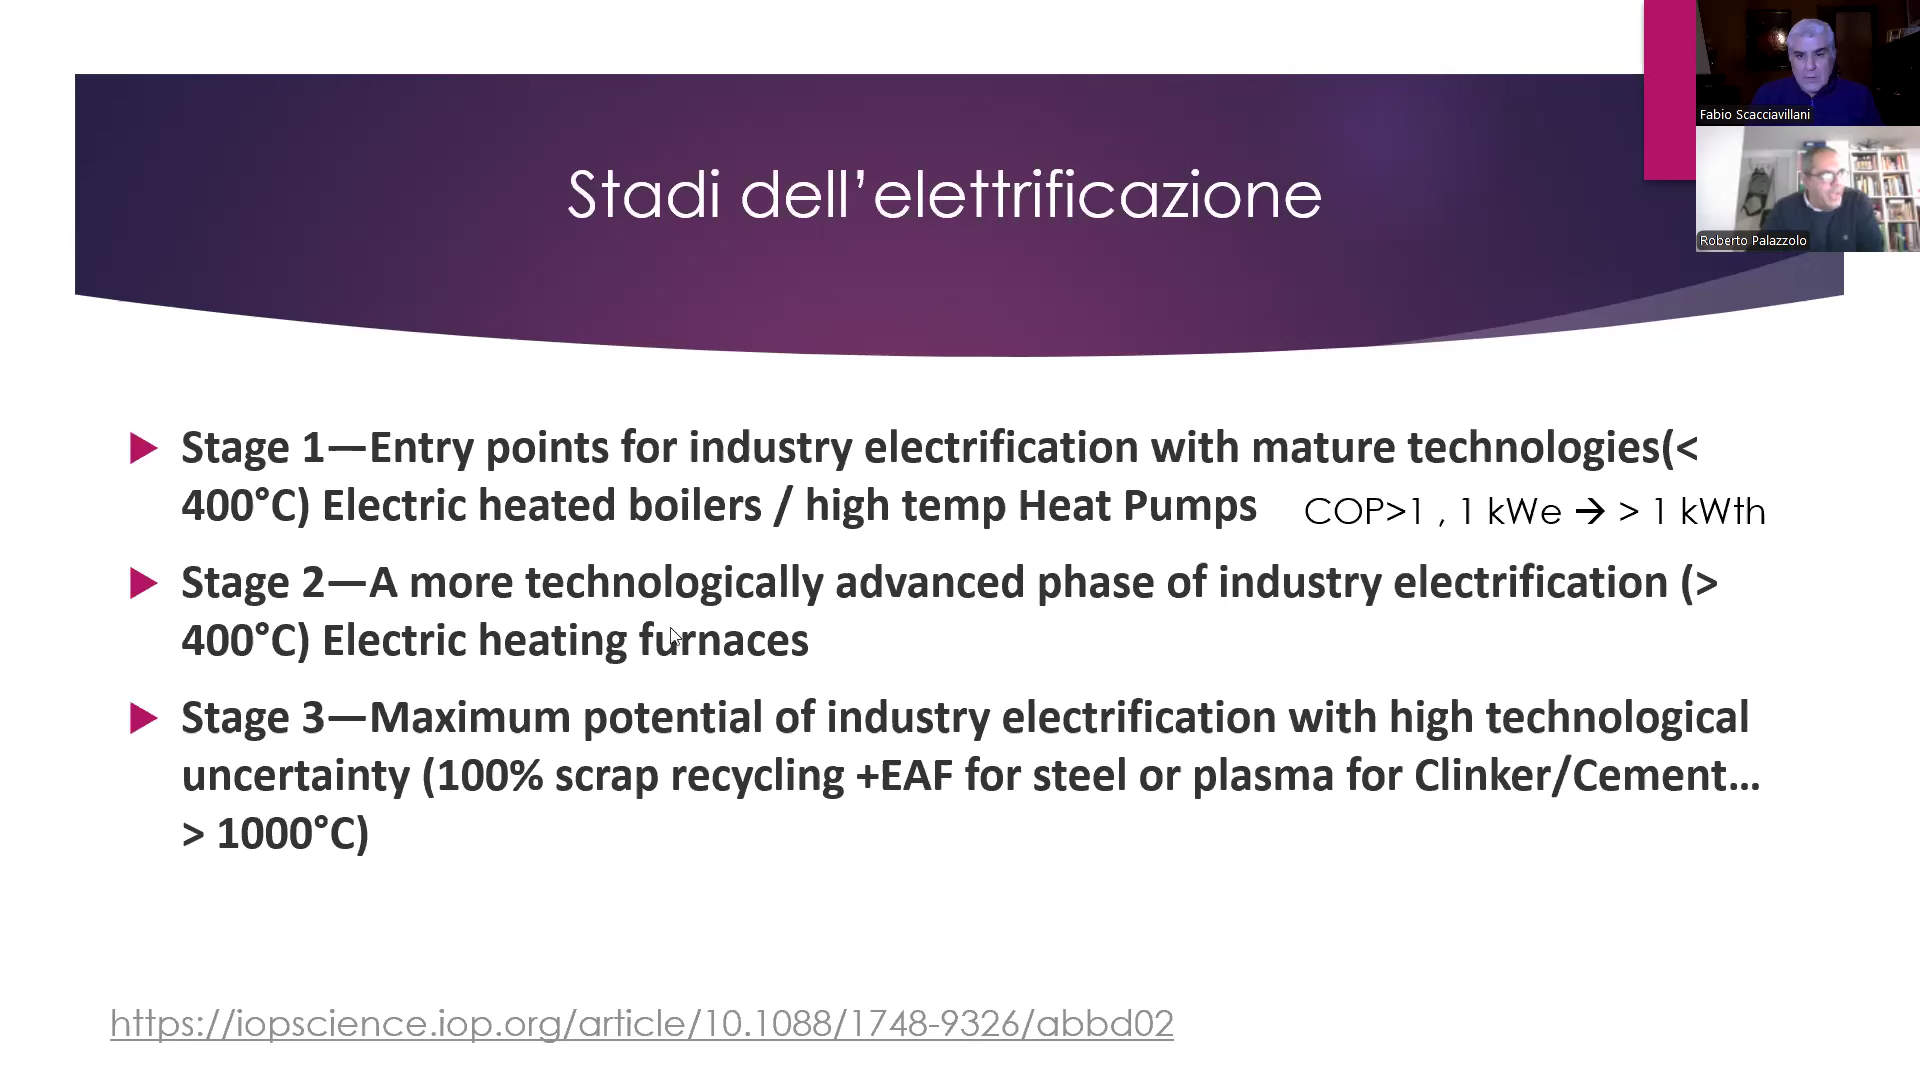 Stadi dell’elettrificazione
Fabio Scacciavillani
Roberto Palazzolo
Stage 1—Entry points for industry electrification with mature technologies(<
400°C) Electric heated boilers / high temp Heat Pumps
COP>1 , 1 kWe → > 1 kWth
Stage 2—A more technologically advanced phase of industry electrification (>
400°C) Electric heating furnaces
Stage 3—Maximum potential of industry electrification with high technological
uncertainty (100% scrap recycling +EAF for steel or plasma for Clinker/Cement…
> 1000°C)
https://iopscience.iop.org/article/10.1088/1748-9326/abbd02